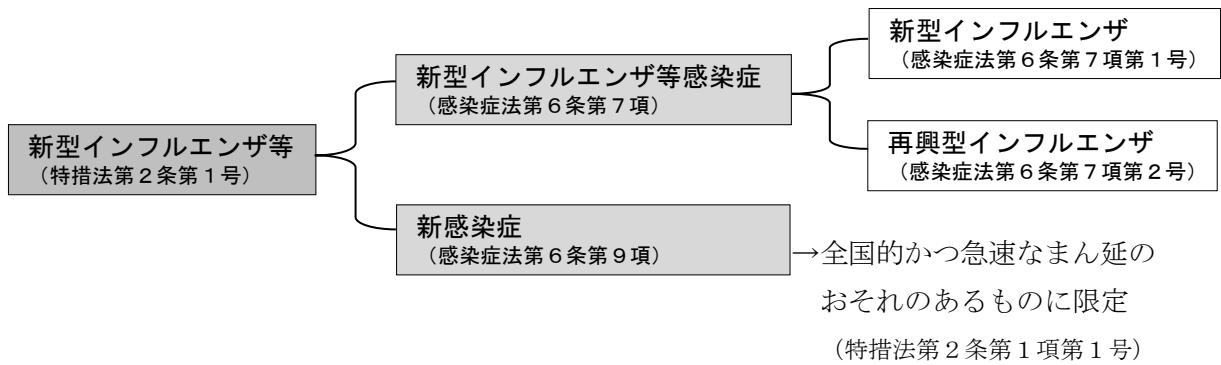 新型インフルエンザ等
(特措法第2条第1号)
新型インフルエンザ等感染症
(感染症法第6条第7項)
新型インフルエンザ
(感染症法第6条第7項第1号)
再興型インフルエンザ
(感染症法第6条第7項第2号)
新感染症
(感染症法第6条第9項)
→全国的かつ急速なまん延の
おそれのあるものに限定
(特措法第2条第1項第1号)